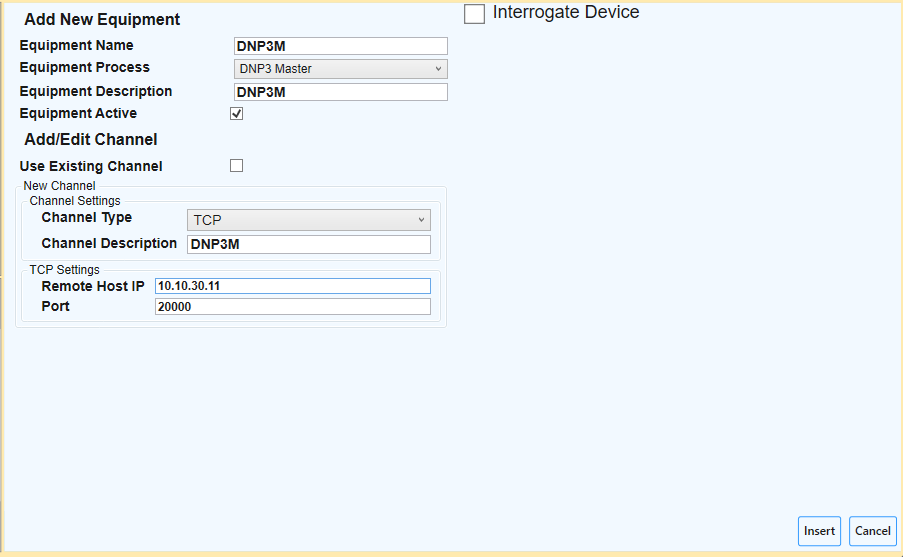 Add New Equipment
Interrogate Device
Equipment Name DNP3M
Equipment Process DNP3 Master
Equipment Description DNP3M
Equipment Active
Add/Edit Channel
Use Existing Channel
New Channel
Channel Settings
Channel Type TCP
Channel Description DNP3M
TCP Settings
Remote Host IP 10.10.30.11
Port 20000
Insert Cancel